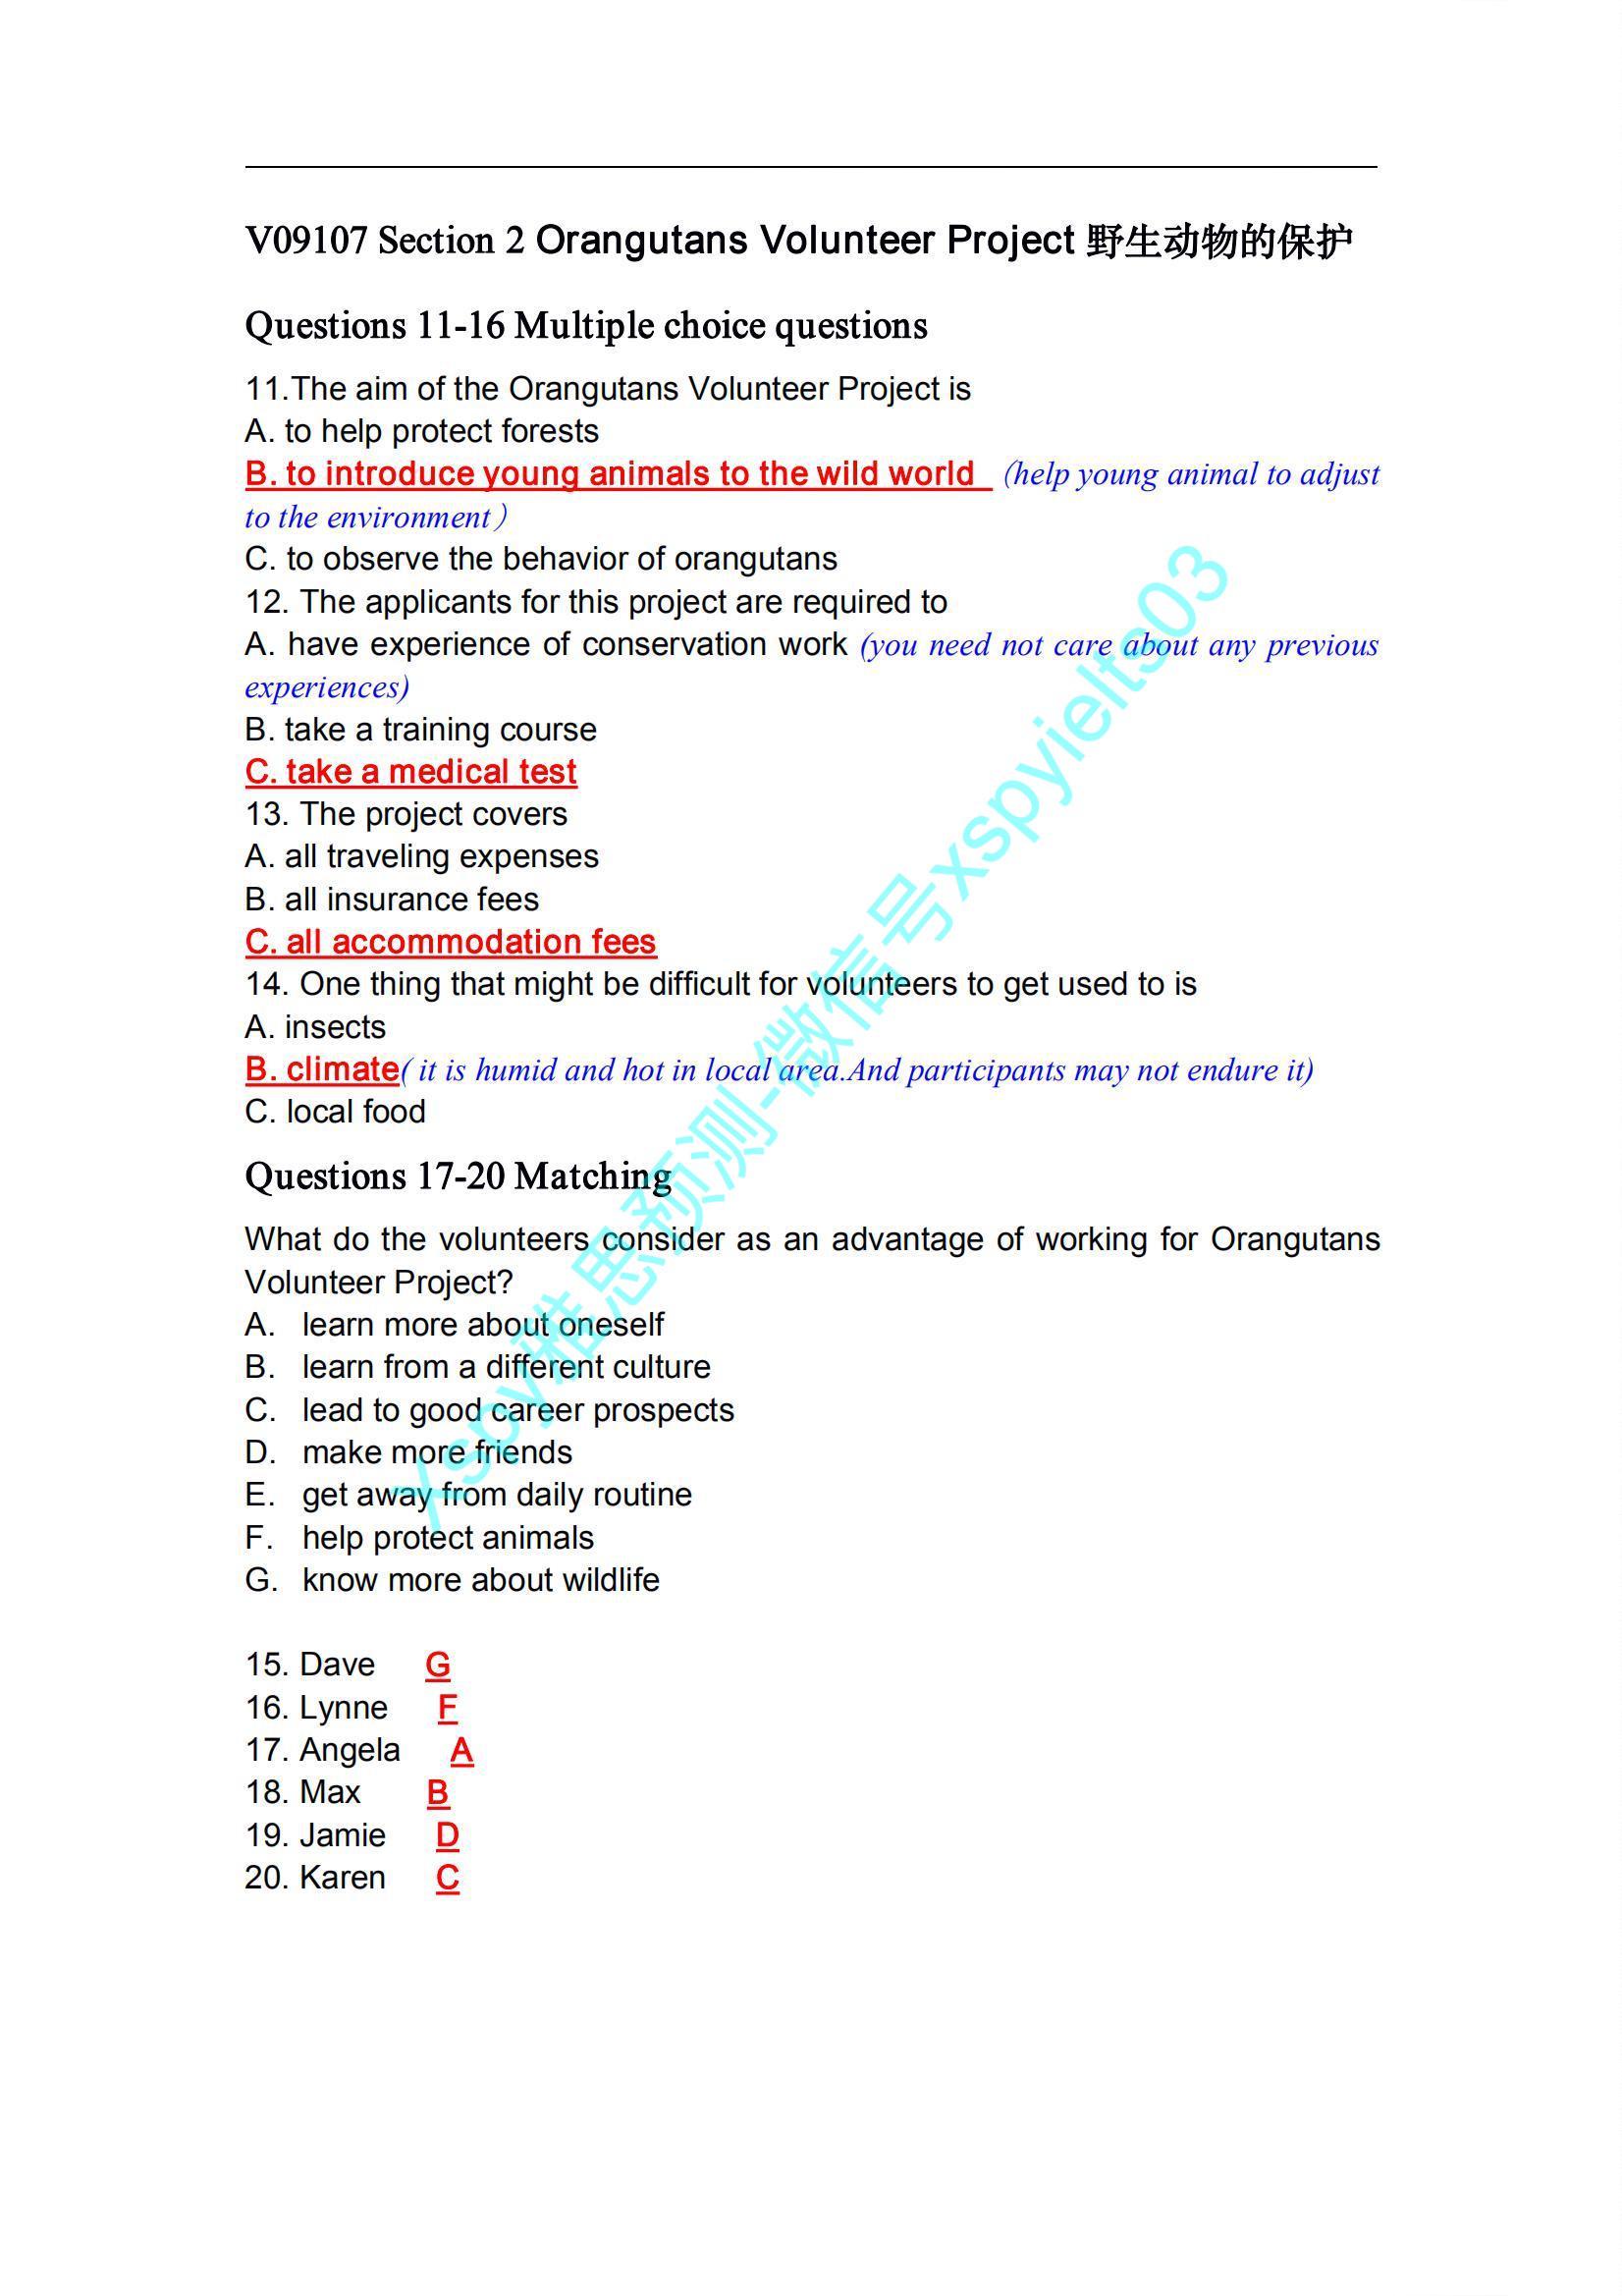 V09107 Section 2 Orangutans Volunteer Project 野生动物的保护
Questions 11-16 Multiple choice questions
11.The aim of the Orangutans Volunteer Project is
A. to help protect forests
B. to introduce young animals to the wild world （help young animal to adjust
to the environment）
C. to observe the behavior of orangutans
12. The applicants for this project are required to
A. have experience of conservation work (you need not care about any previous
experiences)
B. take a training course
C. take a medical test
13. The project covers
A. all traveling expenses
B. all insurance fees
C. all accommodation fees
14. One thing that might be difficult for volunteers to get used to is
A. insects
B. climate( it is humid and hot in local area.And participants may not endure it)
C. local food
Questions 17-20 Matching
What do the volunteers consider as an advantage of working for Orangutans
Volunteer Project?
A. learn more about oneself
B. learn from a different culture
C. lead to good career prospects
D. make more friends
E. get away from daily routine
F. help protect animals
G. know more about wildlife
15. Dave G
16. Lynne F
17. Angela A
18. Max B
19. Jamie D
20. Karen C
Xspy雅思预测-微信号xspyielts03